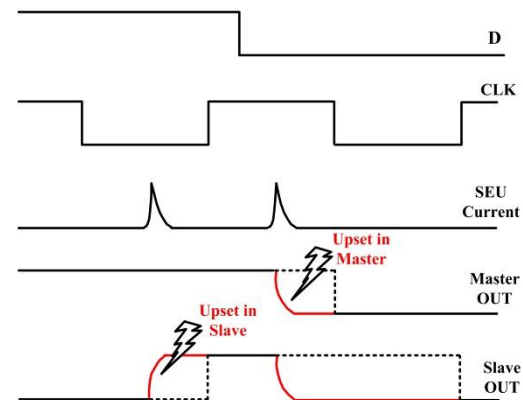 D
CLK
SEU
Current
Upset in
Master
Master
OUT
Upset in
Slave
Slave
OUT